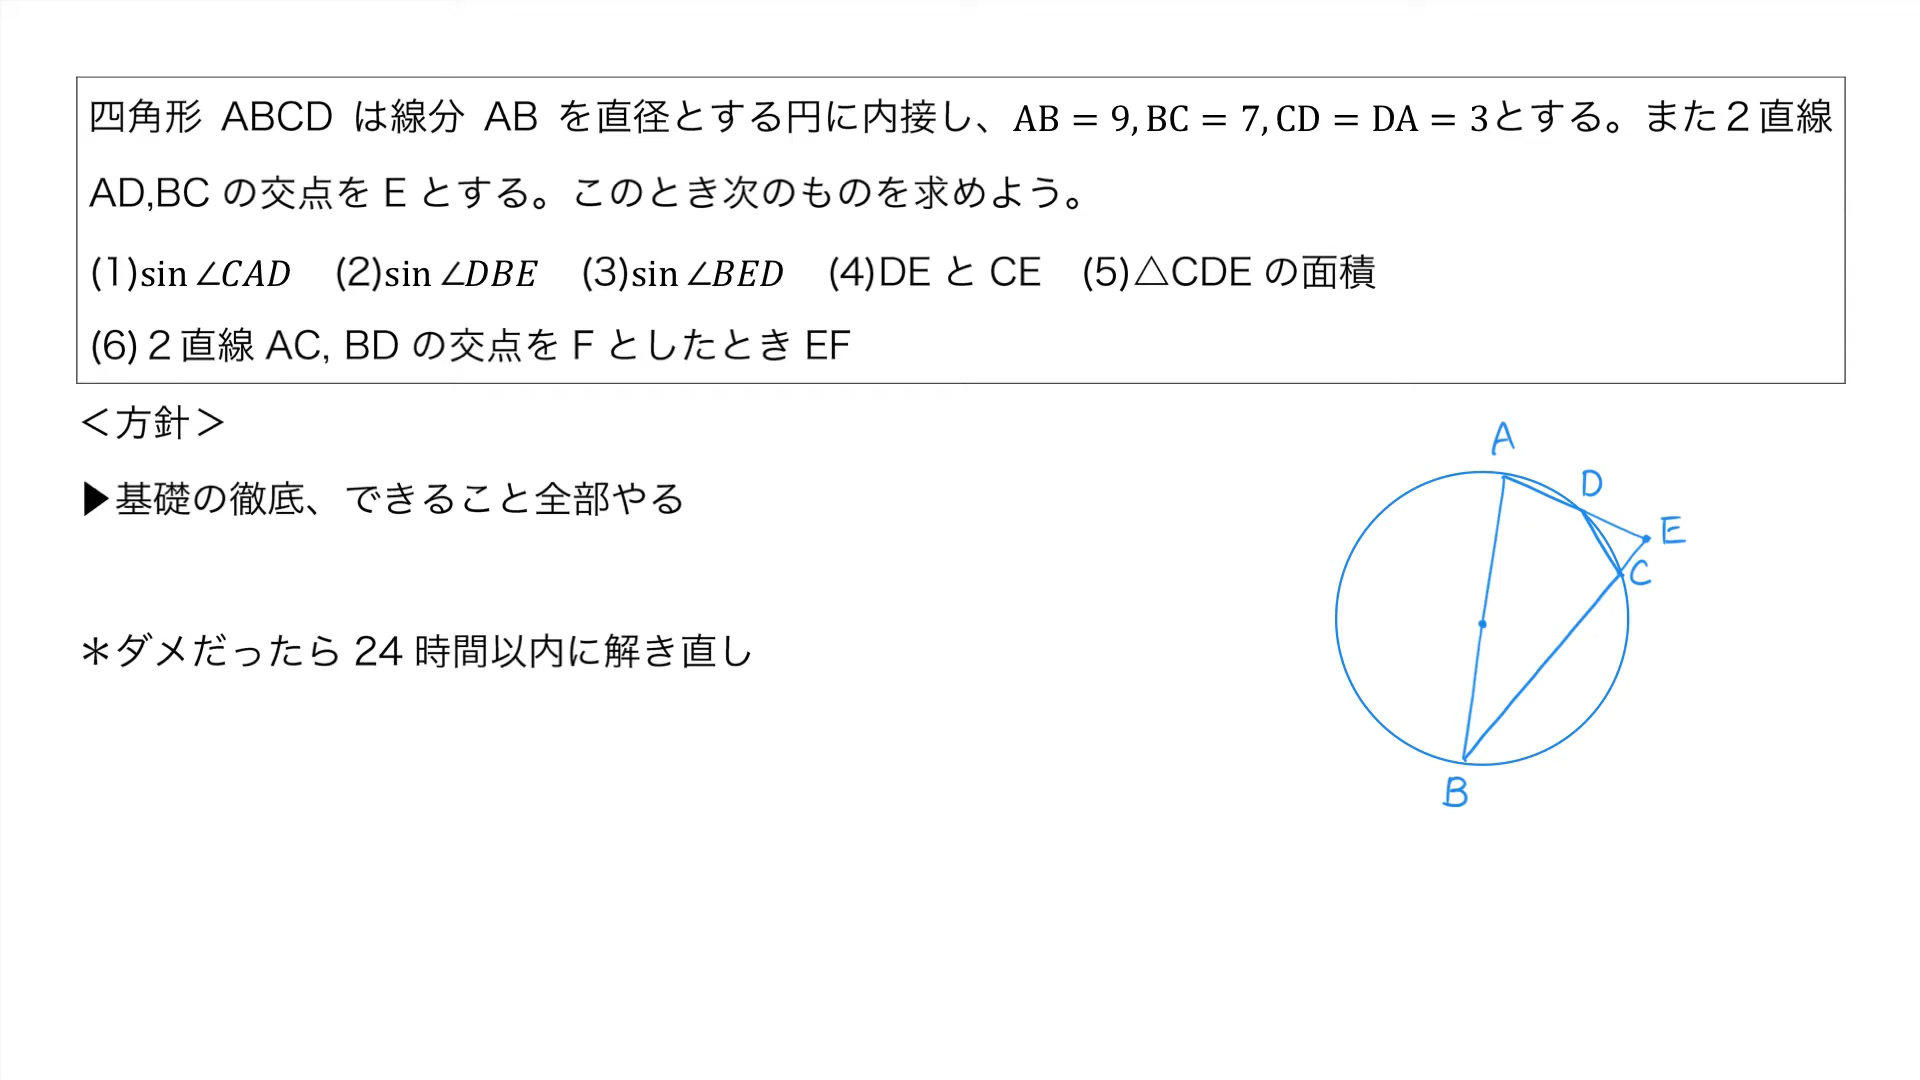 四角形 ABCD は線分 AB を直径とする円に内接し、AB = 9, BC = 7, CD = DA = 3とする。また2直線
AD,BC の交点を E とする。このとき次のものを求めよう。
(1)sin∠CAD (2)sin∠DBE (3)sin∠BED (4)DE と CE (5)△CDE の面積
(6)2直線 AC, BD の交点を F としたとき EF
＜方針＞
▶基礎の徹底、できること全部やる
＊ダメだったら 24 時間以内に解き直し
A
D
E
C
B